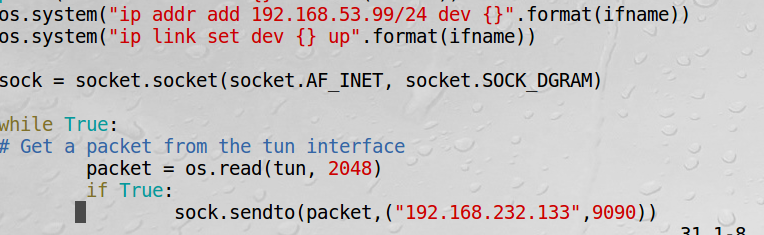 os.system("ip addr add 192.168.53.99/24 dev {}".format(ifname))
os.system("ip link set dev {} up".format(ifname))
sock = socket.socket(socket.AF_INET, socket.SOCK_DGRAM)
while True:
# Get a packet from the tun interface
packet = os.read(tun, 2048)
if True:
sock.sendto(packet,("192.168.232.133",9090))
31,1-8